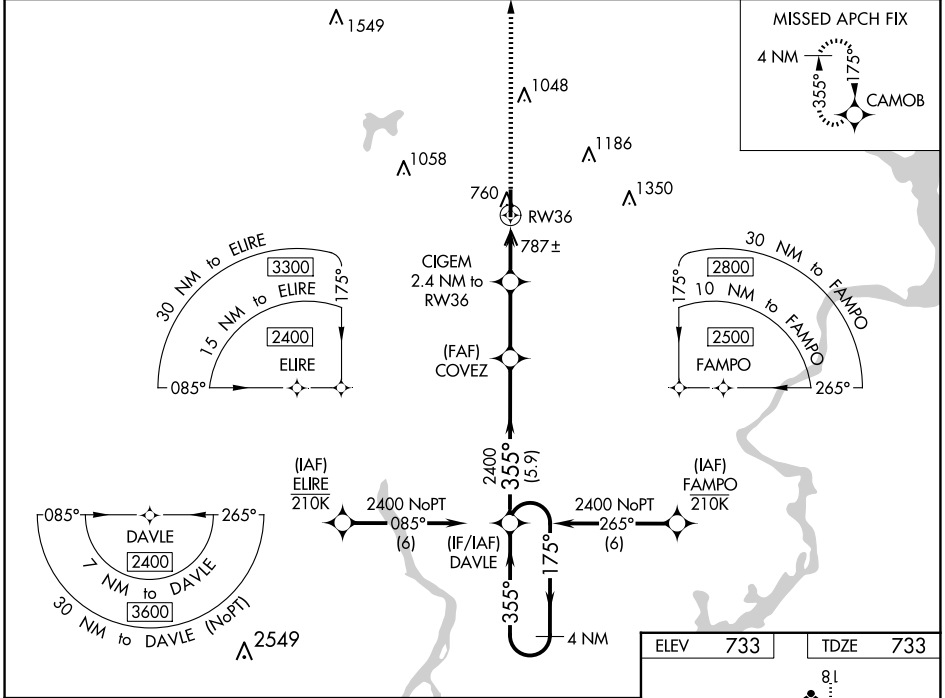 1549
MISSED APCH FIX
4 NM
355°
175°
CAMOB
1048
1186
1058
1350
760
RW36
787±
CIGEM
2.4 NM to
RW36
(FAF)
COVEZ
30 NM to ELIRE
3300
175°
15 NM to ELIRE
2400
ELIRE
085°
30 NM to FAMPO
2800
175°
10 NM to FAMPO
2500
FAMPO
265°
2400
355°
(5.9)
(IAF)
ELIRE
210K
2400 NoPT
085°
(6)
(IF/IAF)
DAVLE
2400 NoPT
265°
(6)
(IAF)
FAMPO
210K
355°
175°
4 NM
085°
265°
DAVLE
2400
7 NM to DAVLE
3600
30 NM to DAVLE (NoPT)
2549
ELEV 733
TDZE 733
18